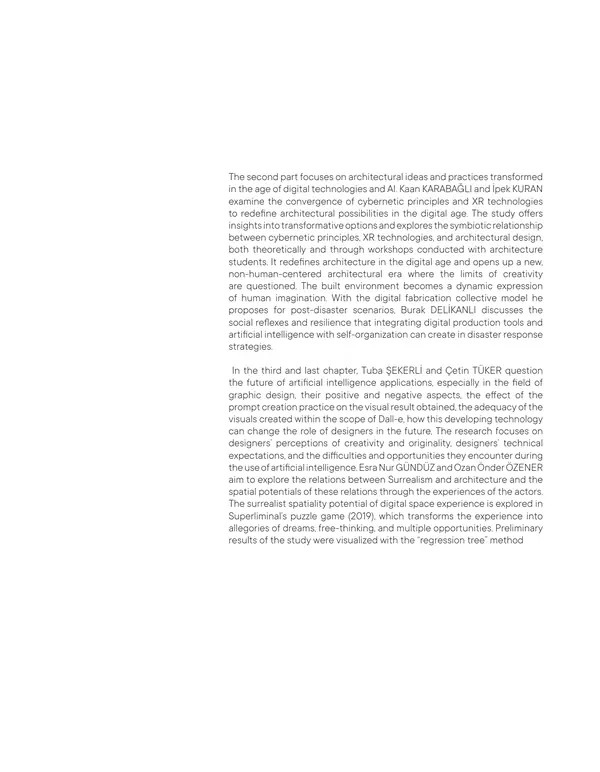 The second part focuses on architectural ideas and practices transformed
in the age of digital technologies and AI. Kaan KARABAĞLI and İpek KURAN
examine the convergence of cybernetic principles and XR technologies
to redefine architectural possibilities in the digital age. The study offers
insights into transformative options and explores the symbiotic relationship
between cybernetic principles, XR technologies, and architectural design,
both theoretically and through workshops conducted with architecture
students. It redefines architecture in the digital age and opens up a new,
non-human-centered architectural era where the limits of creativity
are questioned. The built environment becomes a dynamic expression
of human imagination. With the digital fabrication collective model he
proposes for post-disaster scenarios, Burak DELİKANLI discusses the
social reflexes and resilience that integrating digital production tools and
artificial intelligence with self-organization can create in disaster response
strategies.
In the third and last chapter, Tuba ŞEKERLİ and Çetin TÜKER question
the future of artificial intelligence applications, especially in the field of
graphic design, their positive and negative aspects, the effect of the
prompt creation practice on the visual result obtained, the adequacy of the
visuals created within the scope of Dall-e, how this developing technology
can change the role of designers in the future. The research focuses on
designers’ perceptions of creativity and originality, designers’ technical
expectations, and the difficulties and opportunities they encounter during
the use of artificial intelligence. Esra Nur GÜNDÜZ and Ozan Önder ÖZENER
aim to explore the relations between Surrealism and architecture and the
spatial potentials of these relations through the experiences of the actors.
The surrealist spatiality potential of digital space experience is explored in
Superliminal’s puzzle game (2019), which transforms the experience into
allegories of dreams, free-thinking, and multiple opportunities. Preliminary
results of the study were visualized with the “regression tree” method